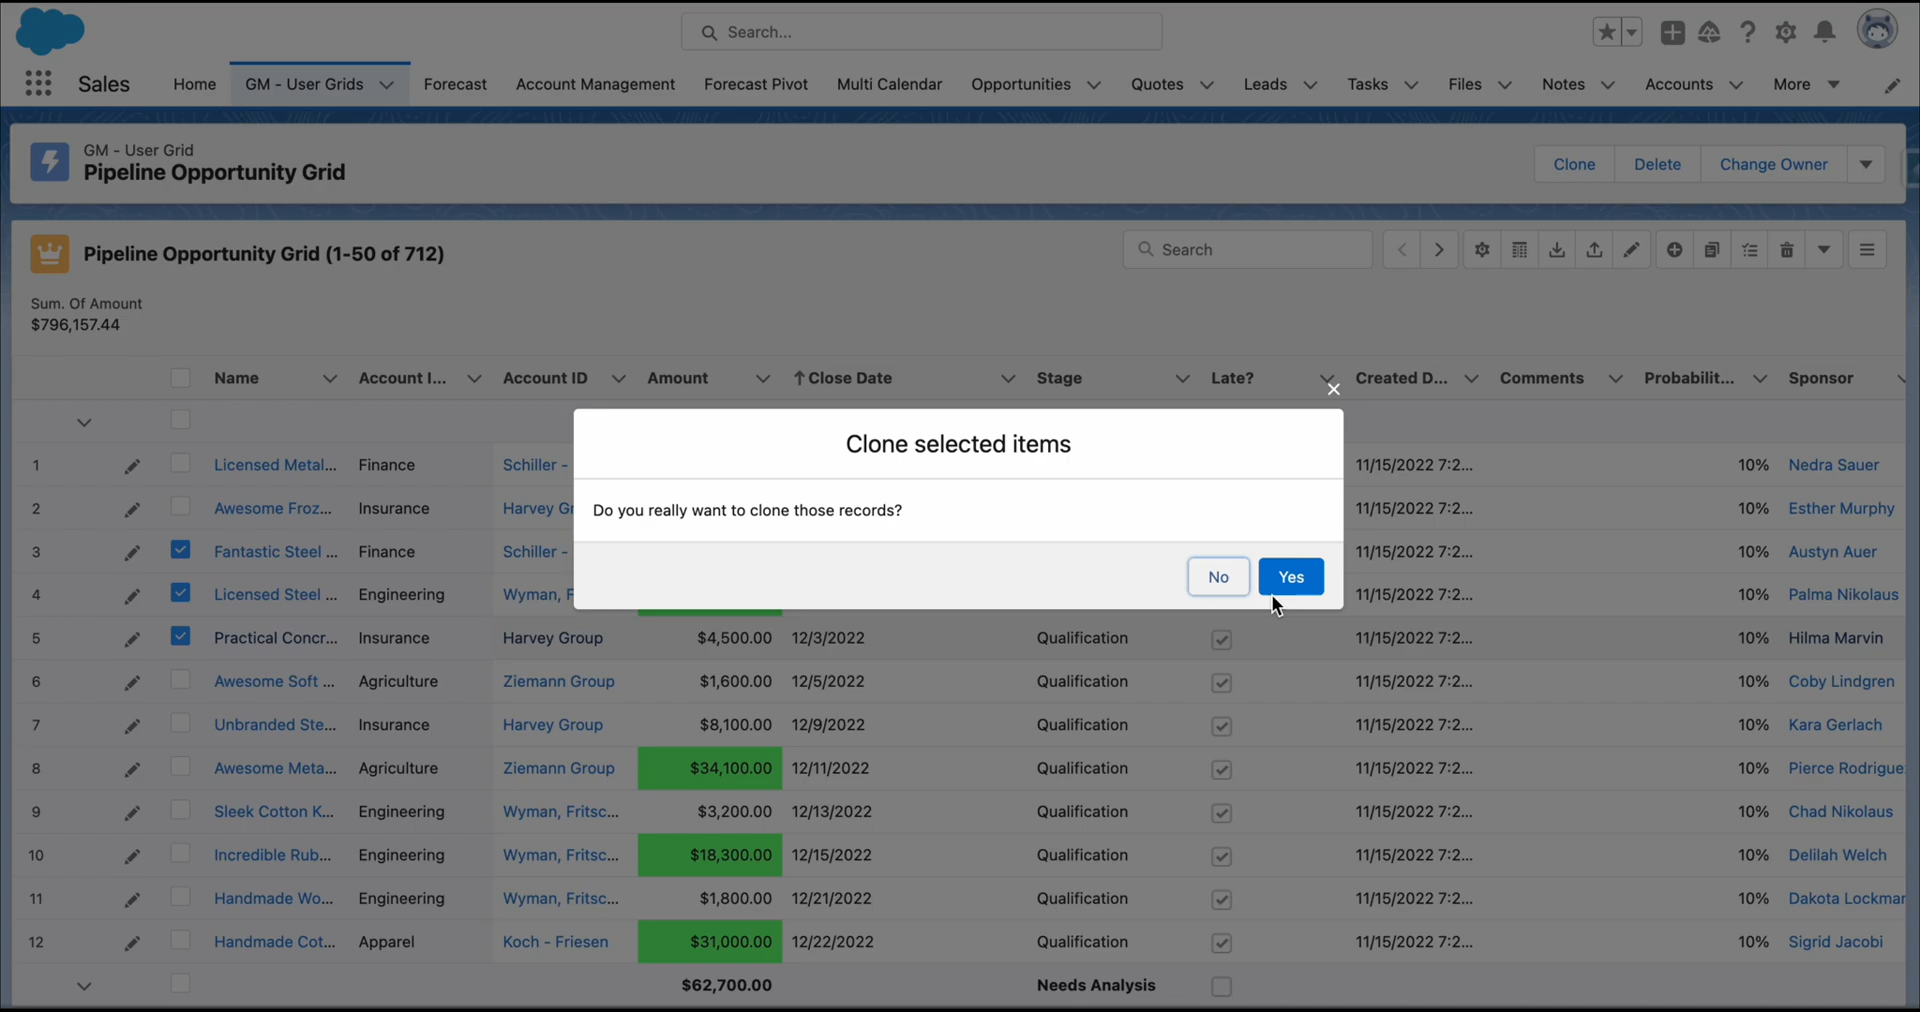 Search...
Sales
Home
GM - User Grids
Forecast
Account Management
Forecast Pivot
Multi Calendar
Opportunities
Quotes
Leads
Tasks
Files
Notes
Accounts
More
GM - User Grid
Pipeline Opportunity Grid
Clone
Delete
Change Owner
Pipeline Opportunity Grid (1-50 of 712)
Search
Sum. Of Amount
$796,157.44
Name Account I... Account ID Amount Close Date Stage Late? Created D... Comments Probabilit... Sponsor
Clone selected items
Do you really want to clone those records?
No
Yes
1 Licensed Metal... Finance Schiller - 11/15/2022 7:2... 10% Nedra Sauer
2 Awesome Froz... Insurance Harvey Gr 11/15/2022 7:2... 10% Esther Murphy
3 Fantastic Steel ... Finance Schiller - 11/15/2022 7:2... 10% Austyn Auer
4 Licensed Steel ... Engineering Wyman, F 11/15/2022 7:2... 10% Palma Nikolaus
5 Practical Concr... Insurance Harvey Group $4,500.00 12/3/2022 Qualification 11/15/2022 7:2... 10% Hilma Marvin
6 Awesome Soft ... Agriculture Ziemann Group $1,600.00 12/5/2022 Qualification 11/15/2022 7:2... 10% Coby Lindgren
7 Unbranded Ste... Insurance Harvey Group $8,100.00 12/9/2022 Qualification 11/15/2022 7:2... 10% Kara Gerlach
8 Awesome Meta... Agriculture Ziemann Group $34,100.00 12/11/2022 Qualification 11/15/2022 7:2... 10% Pierce Rodrigue
9 Sleek Cotton K... Engineering Wyman, Fritsc... $3,200.00 12/13/2022 Qualification 11/15/2022 7:2... 10% Chad Nikolaus
10 Incredible Rub... Engineering Wyman, Fritsc... $18,300.00 12/15/2022 Qualification 11/15/2022 7:2... 10% Delilah Welch
11 Handmade Wo... Engineering Wyman, Fritsc... $1,800.00 12/21/2022 Qualification 11/15/2022 7:2... 10% Dakota Lockmar
12 Handmade Cot... Apparel Koch - Friesen $31,000.00 12/22/2022 Qualification 11/15/2022 7:2... 10% Sigrid Jacobi
$62,700.00 Needs Analysis